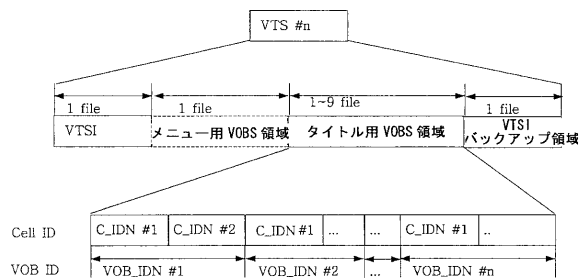 VTS #n
1 file 1 file 1~9 file 1 file
VTSI メニュー用 VOBS 領域 タイトル用 VOBS 領域 VTSI
バックアップ領域
Cell ID C_IDN #1 C_IDN #2 C_IDN #1 ... ... C_IDN #1 ..
VOB ID VOB_IDN #1 VOB_IDN #2 ... VOB_IDN #n